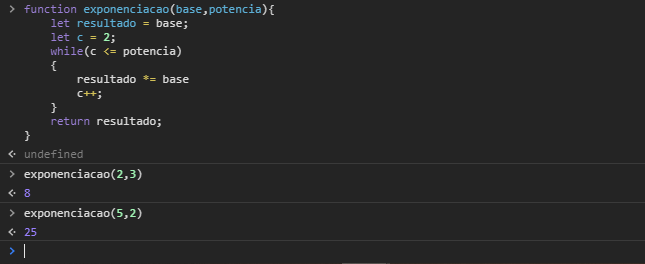 function exponenciacao(base,potencia){
    let resultado = base;
    let c = 2;
    while(c <= potencia)
    {
        resultado *= base
        c++;
    }
    return resultado;
}
undefined
exponenciacao(2,3)
8
exponenciacao(5,2)
25